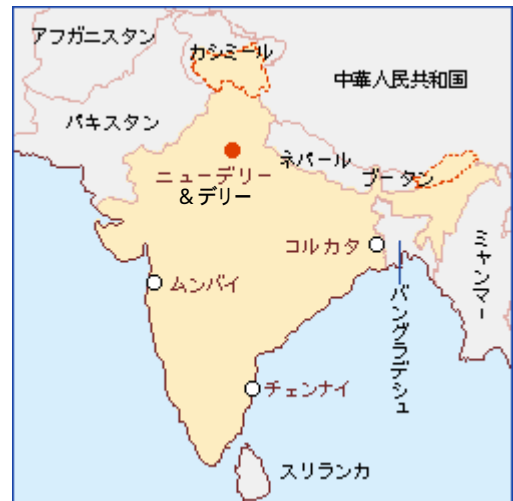 アフガニスタン
カシミール
中華人民共和国
パキスタン
ネパール
ブータン
ニューデリー
&デリー
コルカタ
ミャンマー
ムンバイ
バングラデシュ
チェンナイ
スリランカ